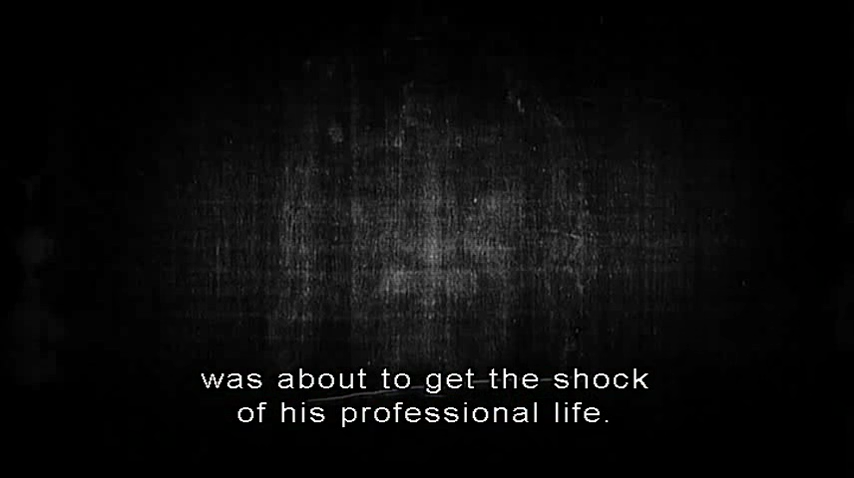 was about to get the shock
of his professional life.